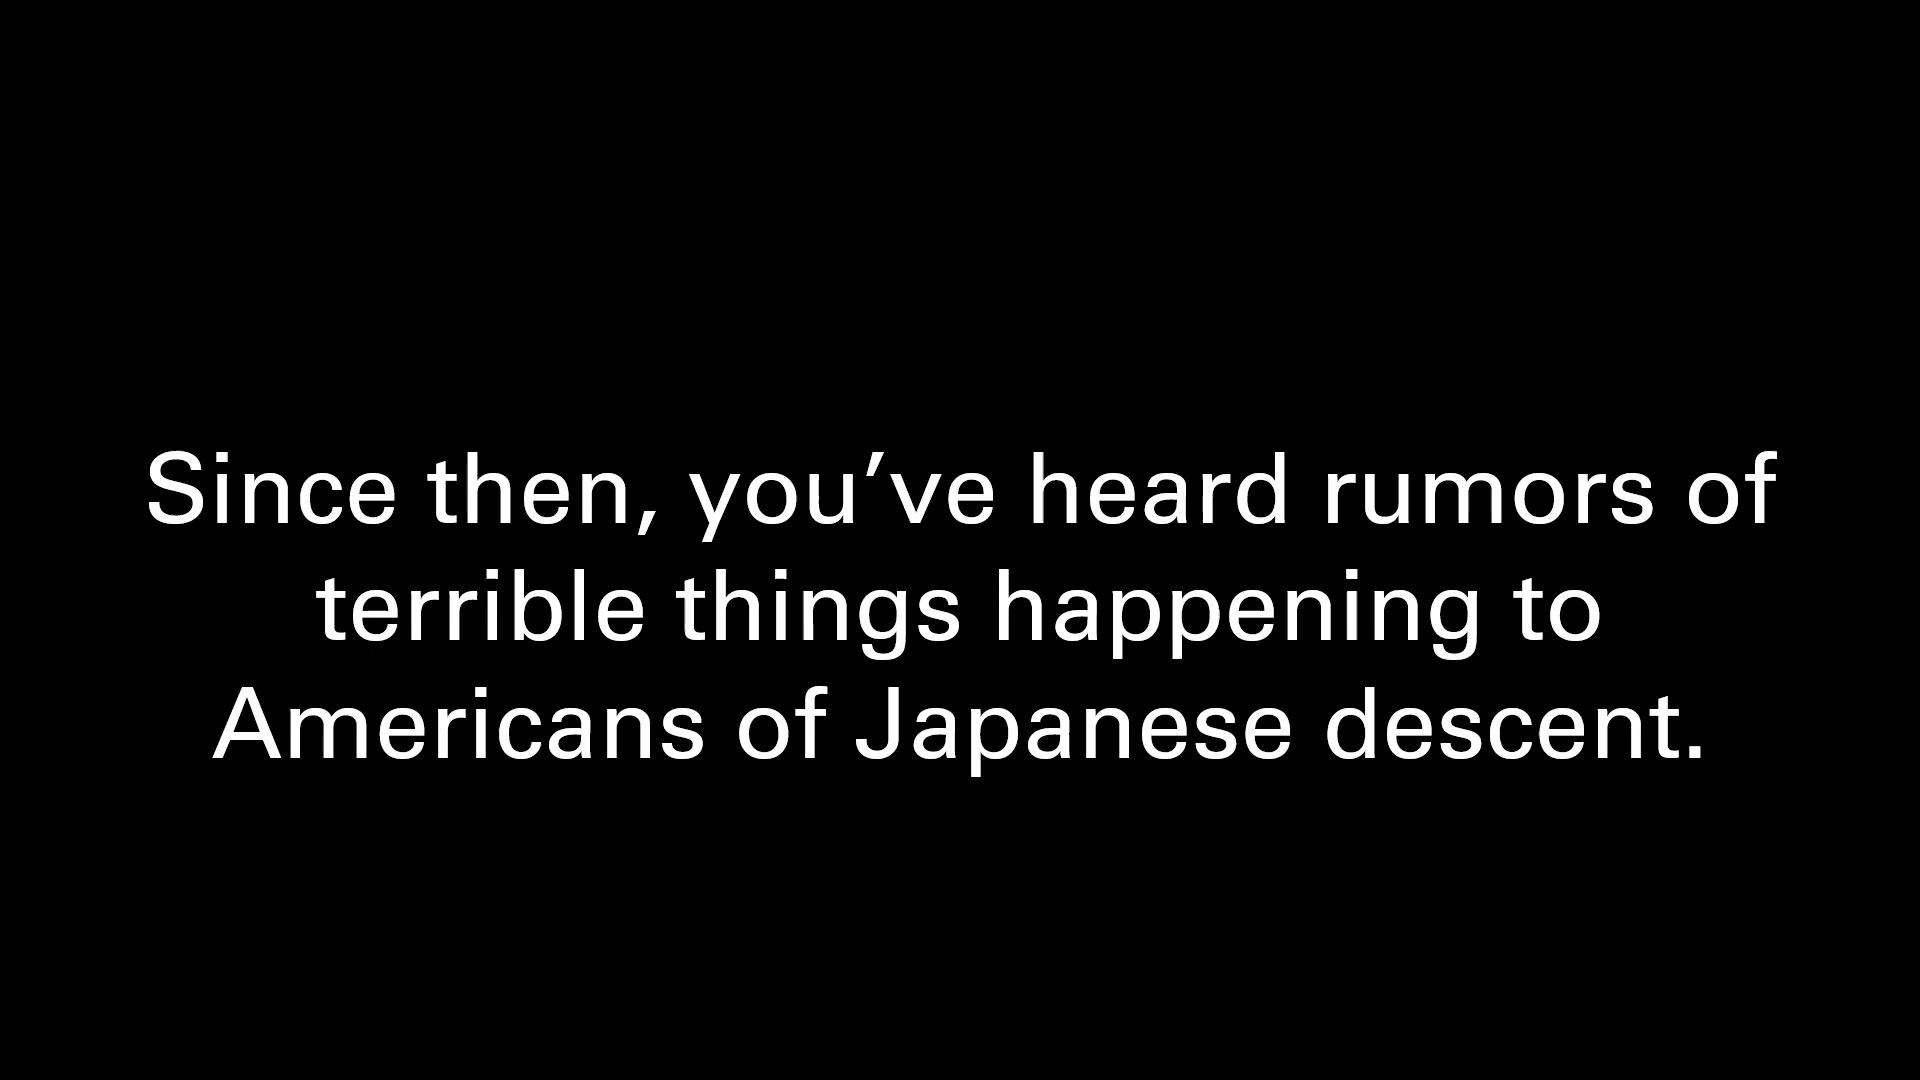 Since then, you’ve heard rumors of
terrible things happening to
Americans of Japanese descent.